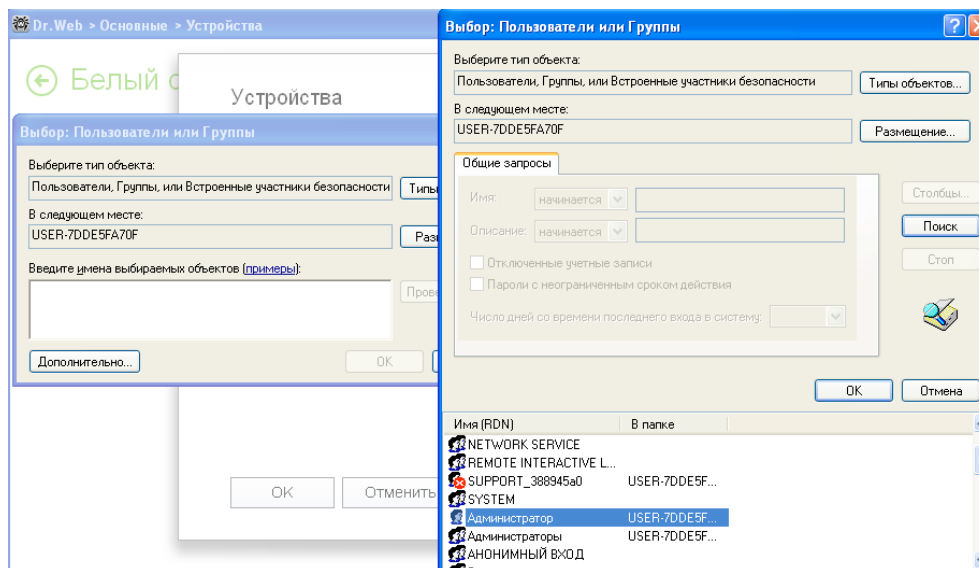 Dr.Web > Основные > Устройства
Белый с
Устройства
Выбор: Пользователи или Группы
Выберите тип объекта:
Пользователи, Группы, или Встроенные участники безопасности
Типы
В следующем месте:
USER-7DDE5FA70F
Раз
Введите имена выбираемых объектов (примеры):
Прове
Дополнительно...
OK
OK
Отменить
Выбор: Пользователи или Группы
Выберите тип объекта:
Пользователи, Группы, или Встроенные участники безопасности
Типы объектов...
В следующем месте:
USER-7DDE5FA70F
Размещение...
Общие запросы
Имя:
начинается
Столбцы...
Описание:
начинается
Поиск
Отключенные учетные записи
Стоп
Пароли с неограниченным сроком действия
Число дней со времени последнего входа в систему:
OK
Отмена
Имя (RDN)
В папке
NETWORK SERVICE
REMOTE INTERACTIVE L...
SUPPORT_388945a0
USER-7DDE5F...
SYSTEM
Администратор
USER-7DDE5F...
Администраторы
USER-7DDE5F...
АНОНИМНЫЙ ВХОД